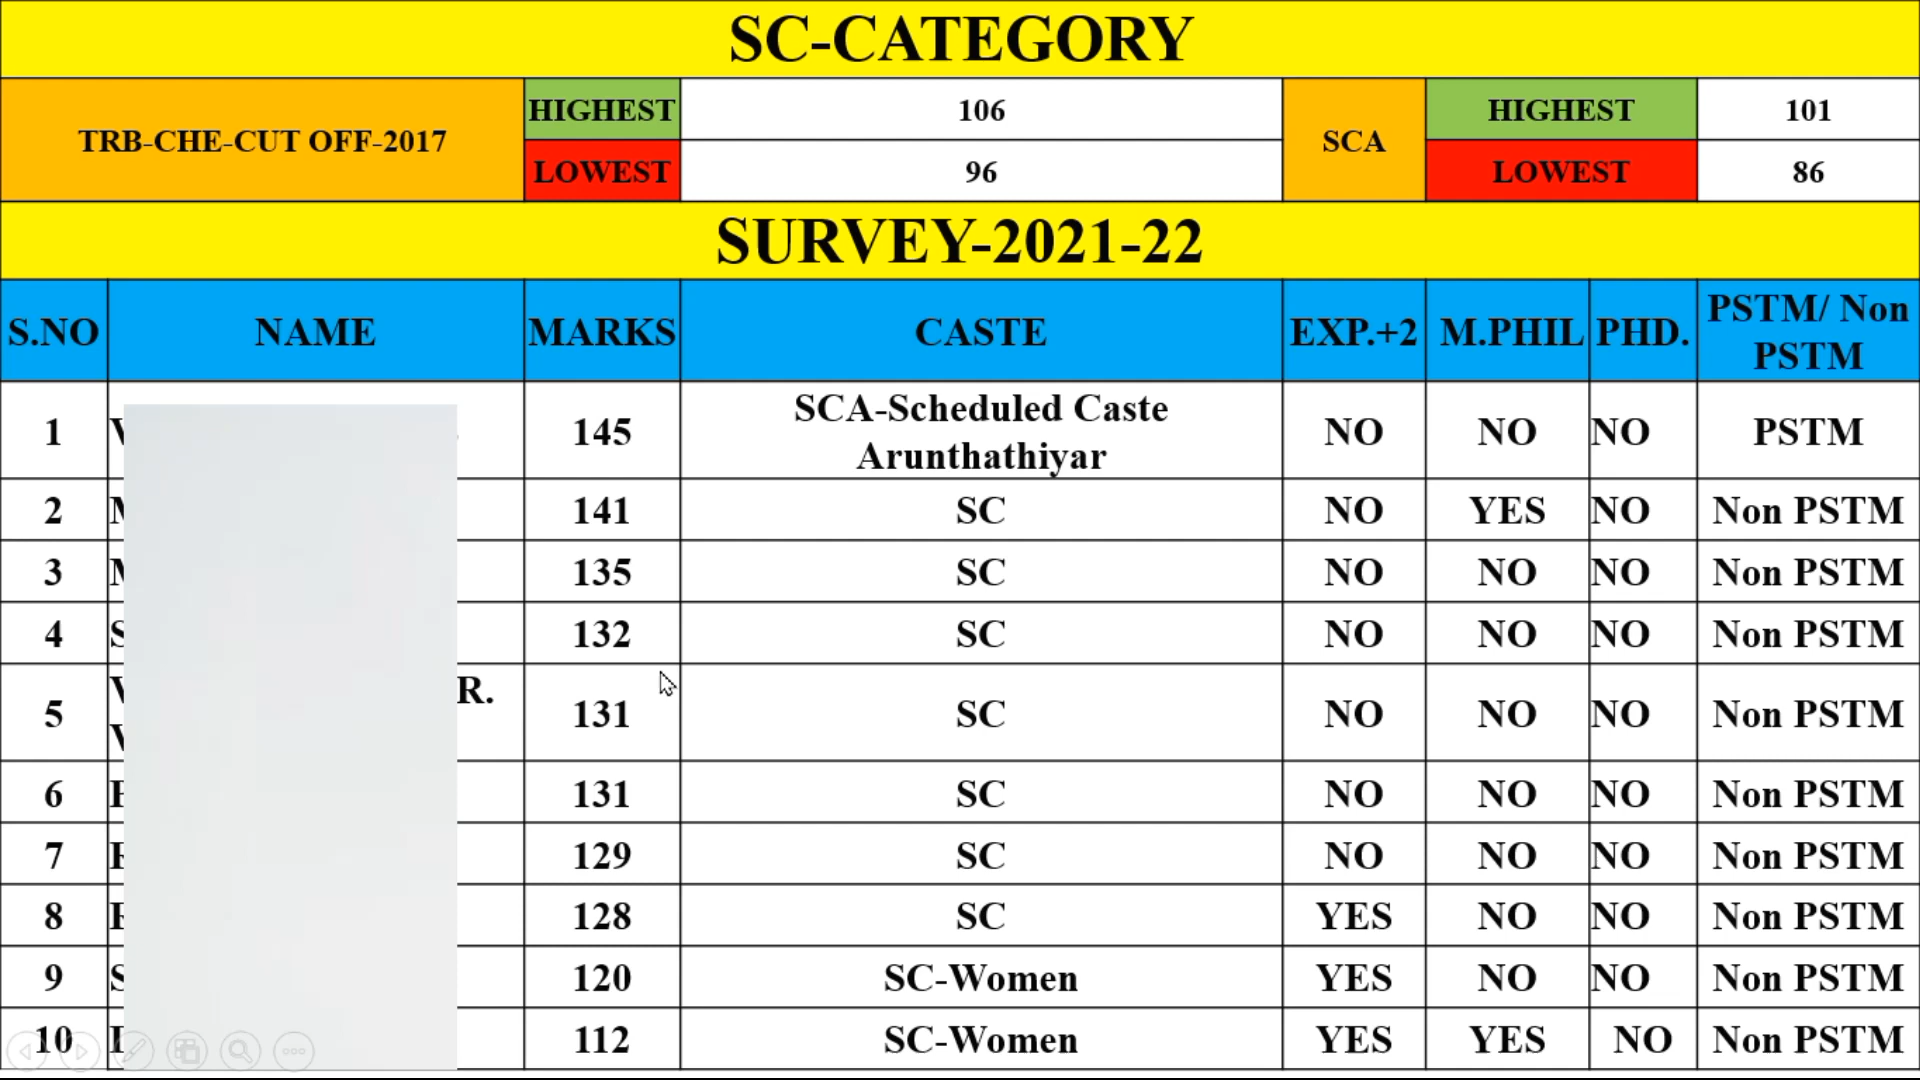 SC-CATEGORY
TRB-CHE-CUT OFF-2017 HIGHEST 106 SCA HIGHEST 101
LOWEST 96 LOWEST 86
SURVEY-2021-22
S.NO NAME MARKS CASTE EXP.+2 M.PHIL PHD. PSTM/ Non PSTM
1 145 SCA-Scheduled Caste Arunthathiyar NO NO NO PSTM
2 141 SC NO YES NO Non PSTM
3 135 SC NO NO NO Non PSTM
4 132 SC NO NO NO Non PSTM
5 R. 131 SC NO NO NO Non PSTM
6 131 SC NO NO NO Non PSTM
7 129 SC NO NO NO Non PSTM
8 128 SC YES NO NO Non PSTM
9 120 SC-Women YES NO NO Non PSTM
10 112 SC-Women YES YES NO Non PSTM